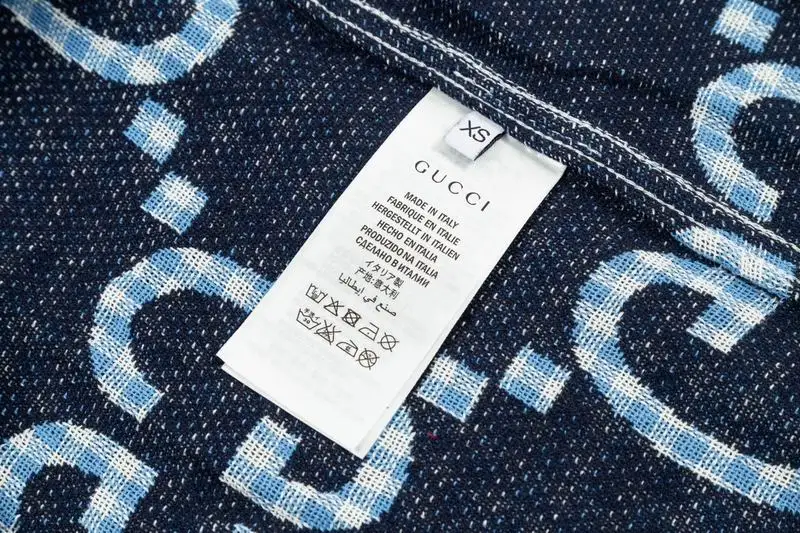 XS
GUCCI
MADE IN ITALY
FABRIQUE EN ITALIE
HERGESTELLT IN ITALIEN
HECHO EN ITALIA
PRODUZIDO NA ITALIA
СДЕЛАНО В ИТАЛИИ
イタリア製
产地:意大利
صنع في إيطاليا